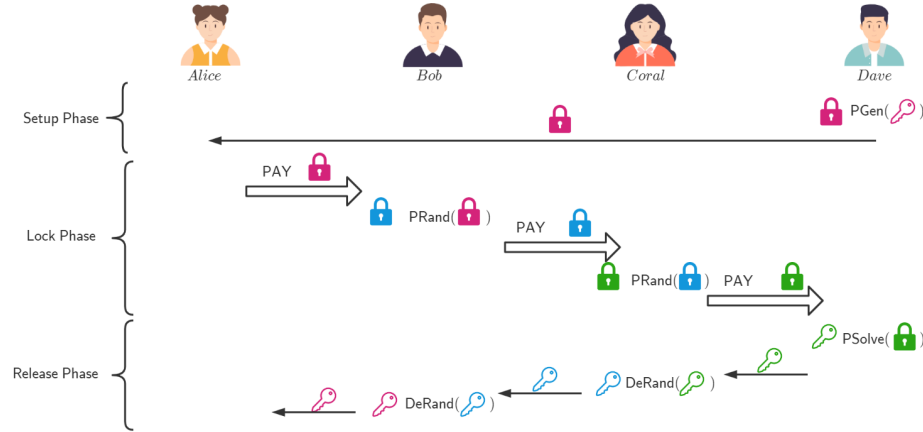 Alice Bob Coral Dave
Setup Phase
PGen( )
PAY
PRand( )
Lock Phase
PAY
PRand( )
PAY
PSolve( )
Release Phase
DeRand( )
DeRand( )